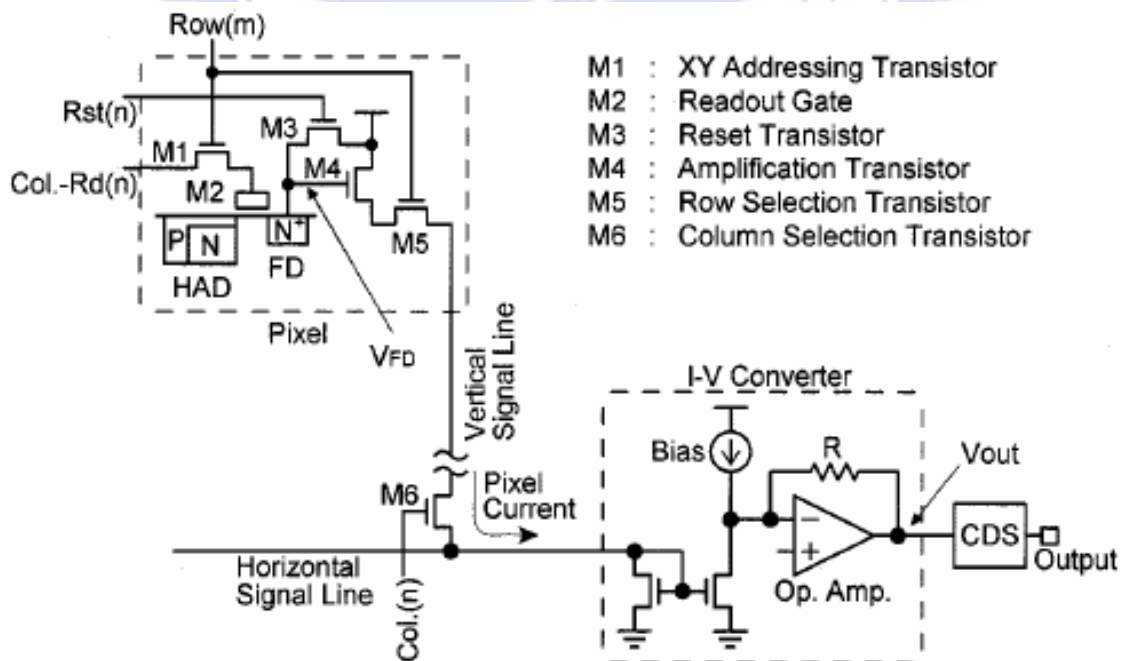 Row(m)
Rst(n)
Col.-Rd(n)
M1
M2
M3
M4
M5
P N
N+
HAD
FD
Pixel
VFD
M1 : XY Addressing Transistor
M2 : Readout Gate
M3 : Reset Transistor
M4 : Amplification Transistor
M5 : Row Selection Transistor
M6 : Column Selection Transistor
Vertical
Signal Line
M6
Pixel
Current
Horizontal
Signal Line
Col.(n)
I-V Converter
Bias
R
Vout
−
+
Op. Amp.
CDS
Output